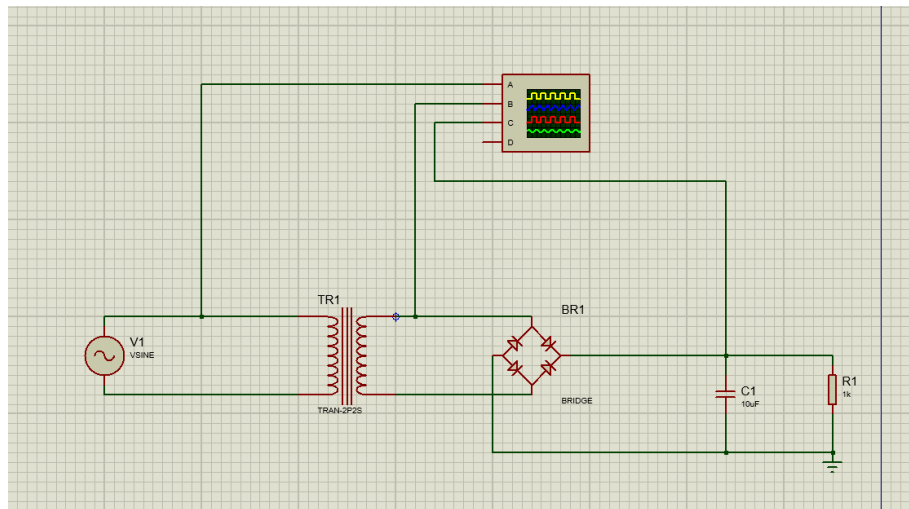 A
B
C
D
TR1
BR1
V1
VSINE
C1
10uF
R1
1k
TRAN-2P2S
BRIDGE